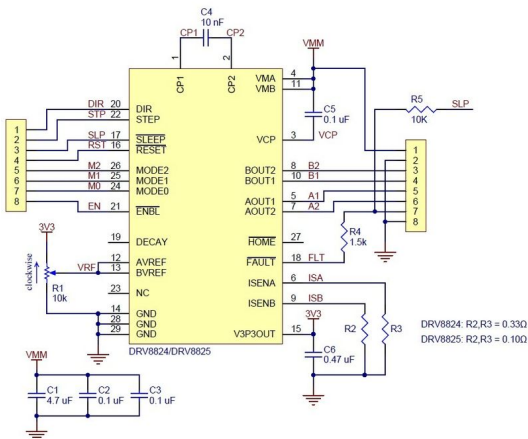 C4
10 nF
CP1 CP2
1 2
CP1 CP2
VMM
VMA 4
VMB 11
C5
0.1 uF
VCP 3 VCP
R5
10K
SLP
1 DIR 20 DIR
2 STP 22 STEP
3 SLP 17 SLEEP
4 RST 16 RESET
5 M2 26 MODE2
6 M1 25 MODE1
7 M0 24 MODE0
8 EN 21 ENBL
BOUT2 8 B2
BOUT1 10 B1
AOUT1 5 A1
AOUT2 7 A2
1
2
3
4
5
6
7
8
R4
1.5k
19 DECAY
HOME 27
FAULT 18 FLT
3V3
clockwise
R1
10k
VRF
12 AVREF
13 BVREF
23 NC
14 GND
28 GND
29 GND
ISENA 6 ISA
ISENB 9 ISB
R2 R3
3V3
V3P3OUT 15
C6
0.47 uF
DRV8824: R2,R3 = 0.33Ω
DRV8825: R2,R3 = 0.10Ω
DRV8824/DRV8825
VMM
C1
4.7 uF
C2
0.1 uF
C3
0.1 uF